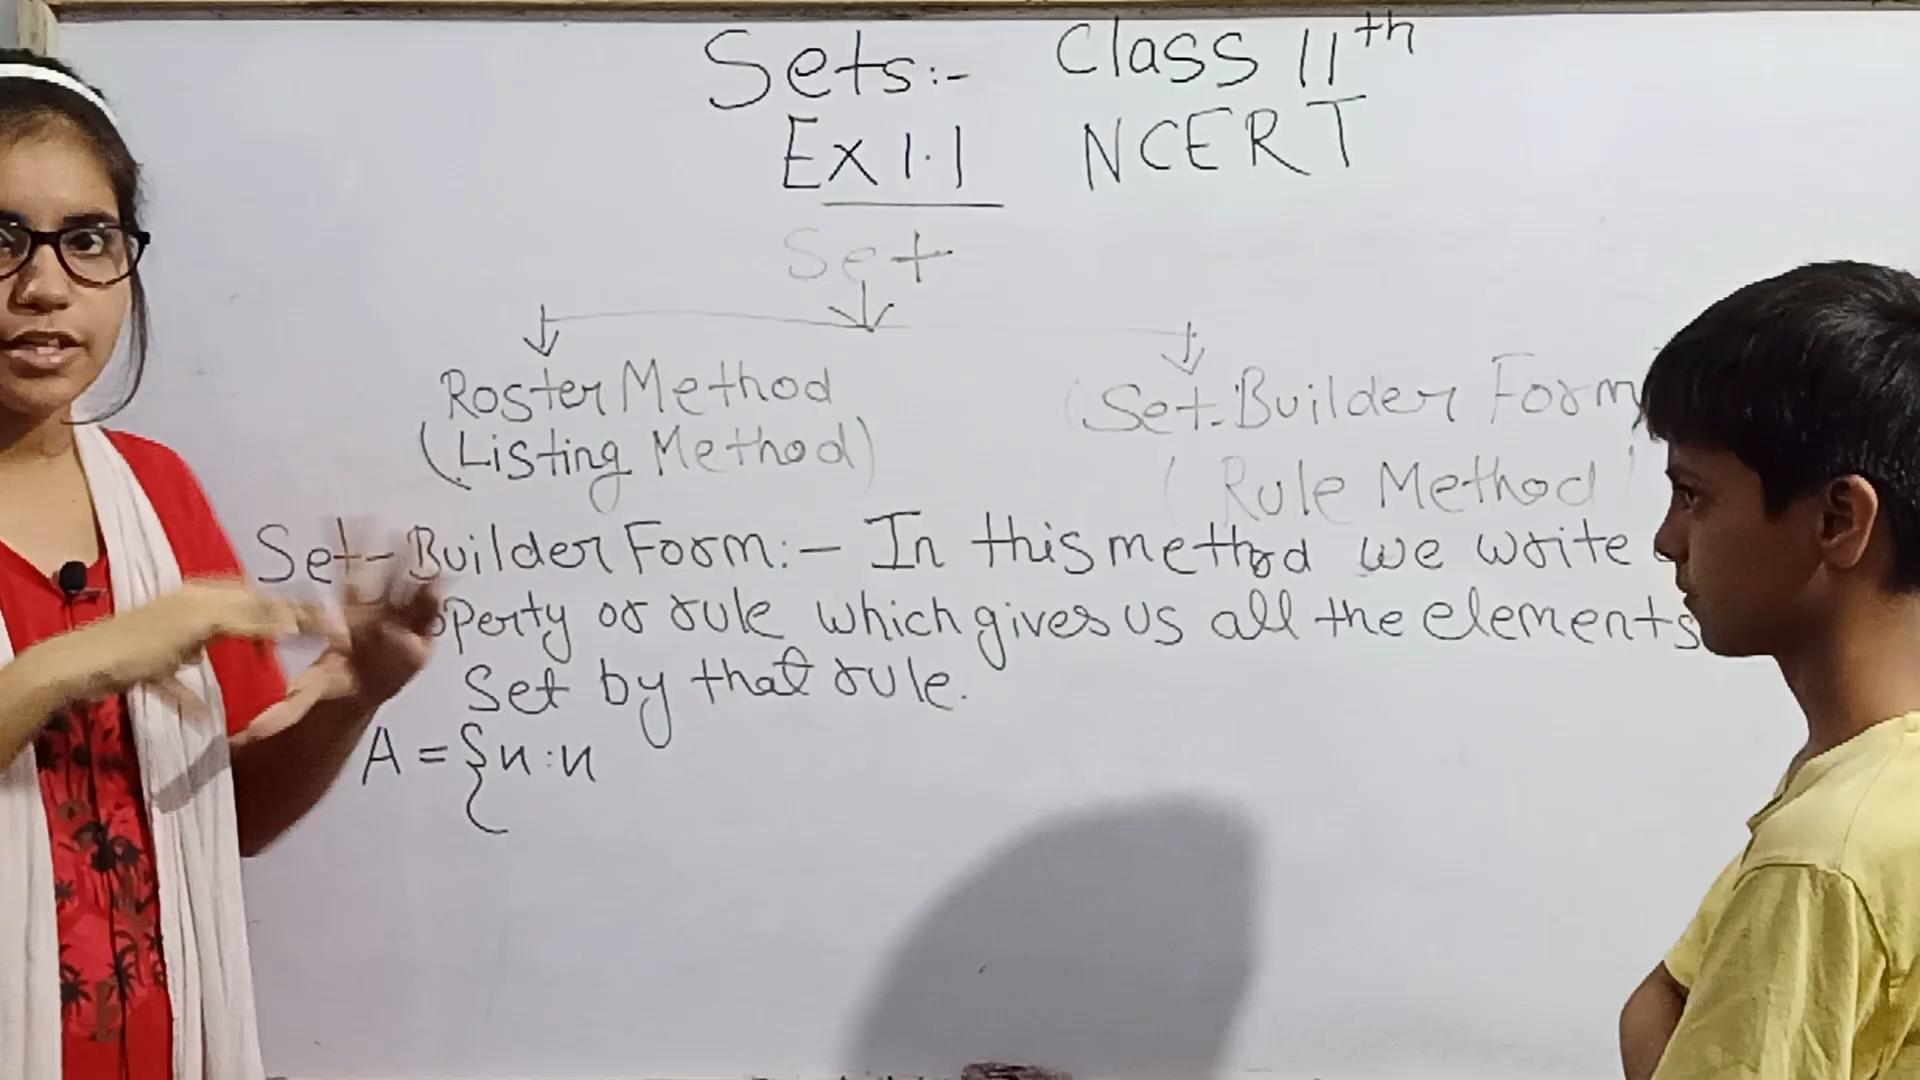 Sets:- Class 11th
Ex 1.1 NCERT
Set
Roster Method Set-Builder Form
(Listing Method) (Rule Method)
Set-Builder Form:- In this method we write
operty or rule which gives us all the elements
Set by that rule.
A = {x:x